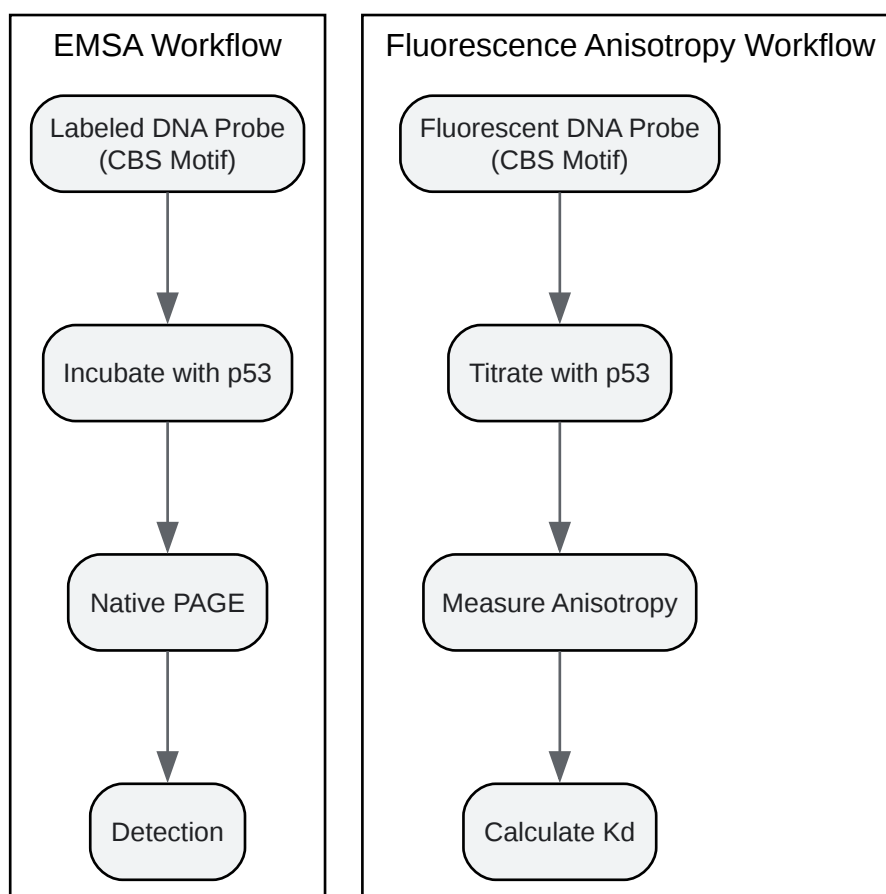 EMSA Workflow
Labeled DNA Probe
(CBS Motif)
Incubate with p53
Native PAGE
Detection
Fluorescence Anisotropy Workflow
Fluorescent DNA Probe
(CBS Motif)
Titrate with p53
Measure Anisotropy
Calculate Kd